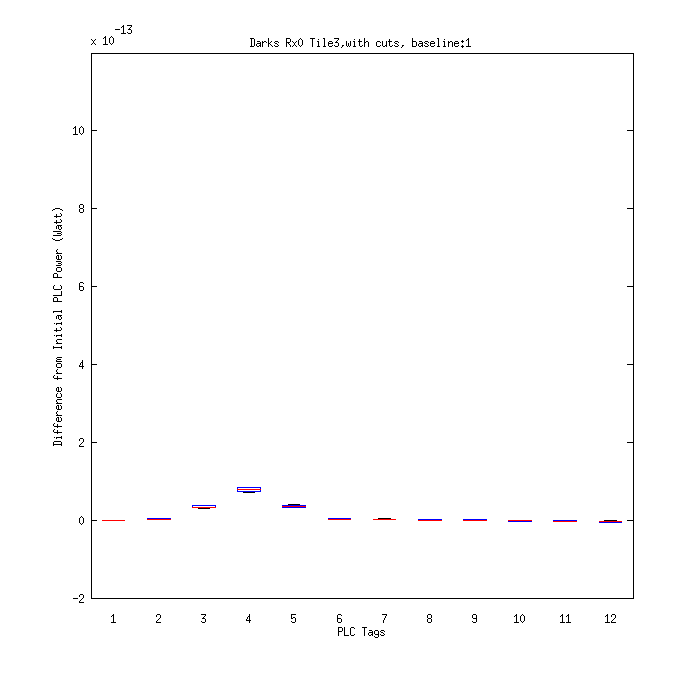 x 10 -13
Darks Rx0 Tile3,with cuts, baseline:1
10
8
6
4
2
0
-2
Difference from Initial PLC Power (Watt)
1 2 3 4 5 6 7 8 9 10 11 12
PLC Tags